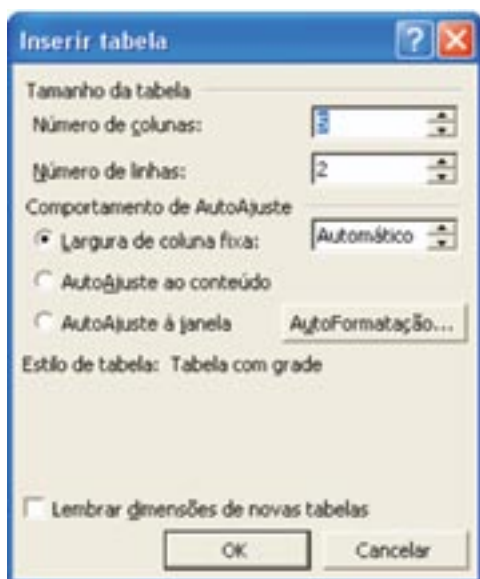 Inserir tabela
Tamanho da tabela
Número de colunas: 5
Número de linhas: 2
Comportamento de AutoAjuste
Largura de coluna fixa: Automático
AutoAjuste ao conteúdo
AutoAjuste à janela AutoFormatação...
Estilo de tabela: Tabela com grade
Lembrar dimensões de novas tabelas
OK Cancelar